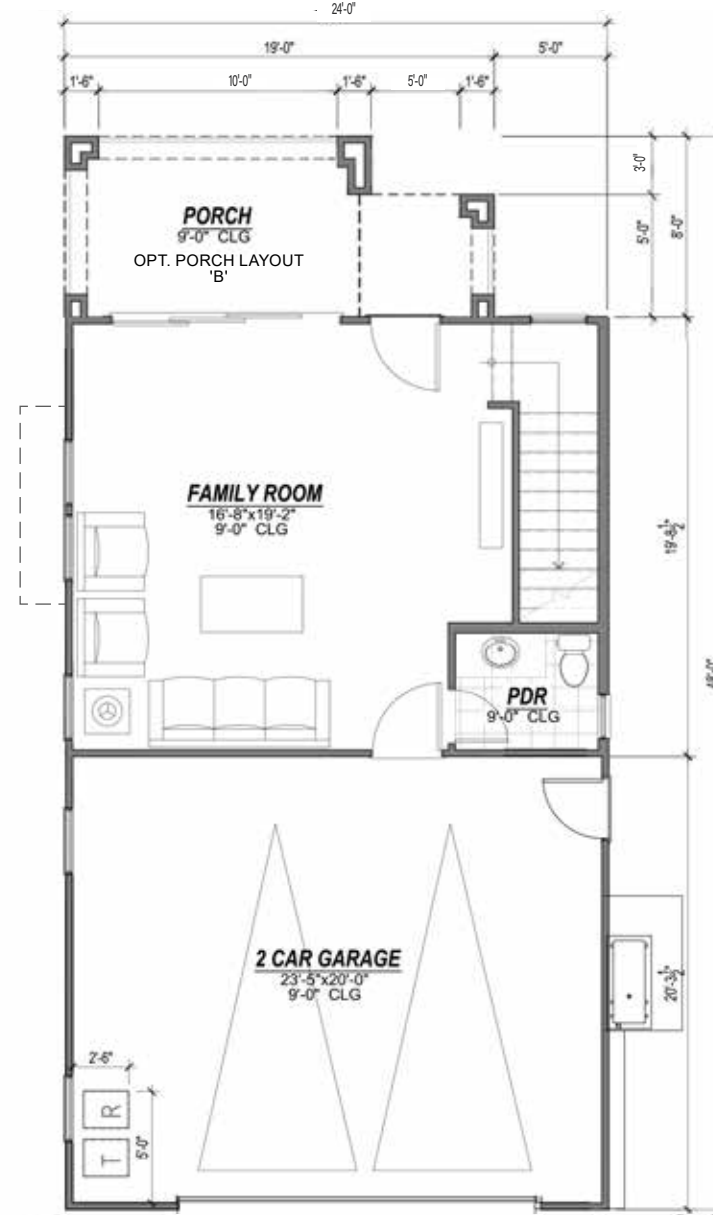 24'-0"
19'-0"
5'-0"
1'-6"
10'-0"
1'-6"
5'-0"
1'-6"
3'-0"
5'-0"
8'-0"
PORCH
9'-0" CLG
OPT. PORCH LAYOUT
'B'
FAMILY ROOM
16'-8"x19'-2"
9'-0" CLG
19'-8½"
48'-0"
PDR
9'-0" CLG
2 CAR GARAGE
23'-5"x20'-0"
9'-0" CLG
20'-3½"
2'-6"
R
T
5'-0"